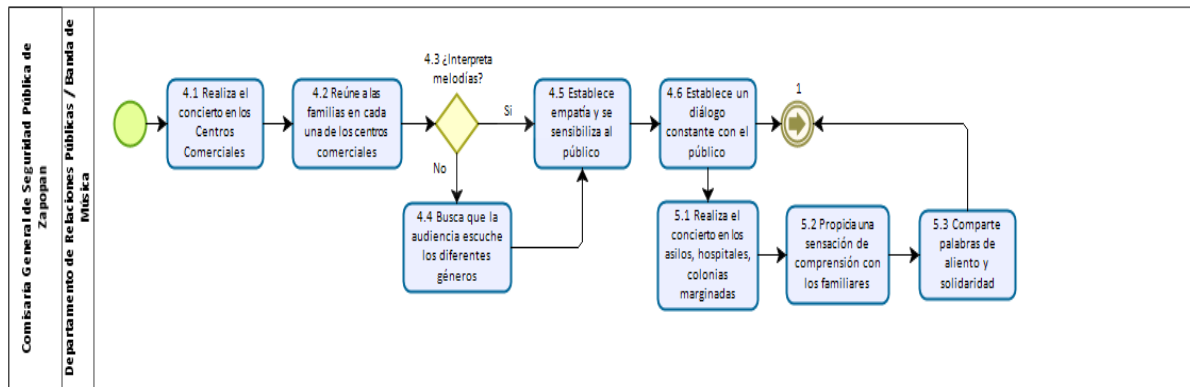 Comisaría General de Seguridad Pública de
Zapopan
Departamento de Relaciones Públicas / Banda de
Música
4.1 Realiza el
concierto en los
Centros
Comerciales
4.2 Reúne a las
familias en cada
una de los centros
comerciales
4.3 ¿Interpreta
melodías?
Si
No
4.4 Busca que la
audiencia escuche
los diferentes
géneros
4.5 Establece
empatía y se
sensibiliza al
público
4.6 Establece un
diálogo
constante con el
público
1
5.1 Realiza el
concierto en los
asilos, hospitales,
colonias
marginadas
5.2 Propicia una
sensación de
comprensión con
los familiares
5.3 Comparte
palabras de
aliento y
solidaridad